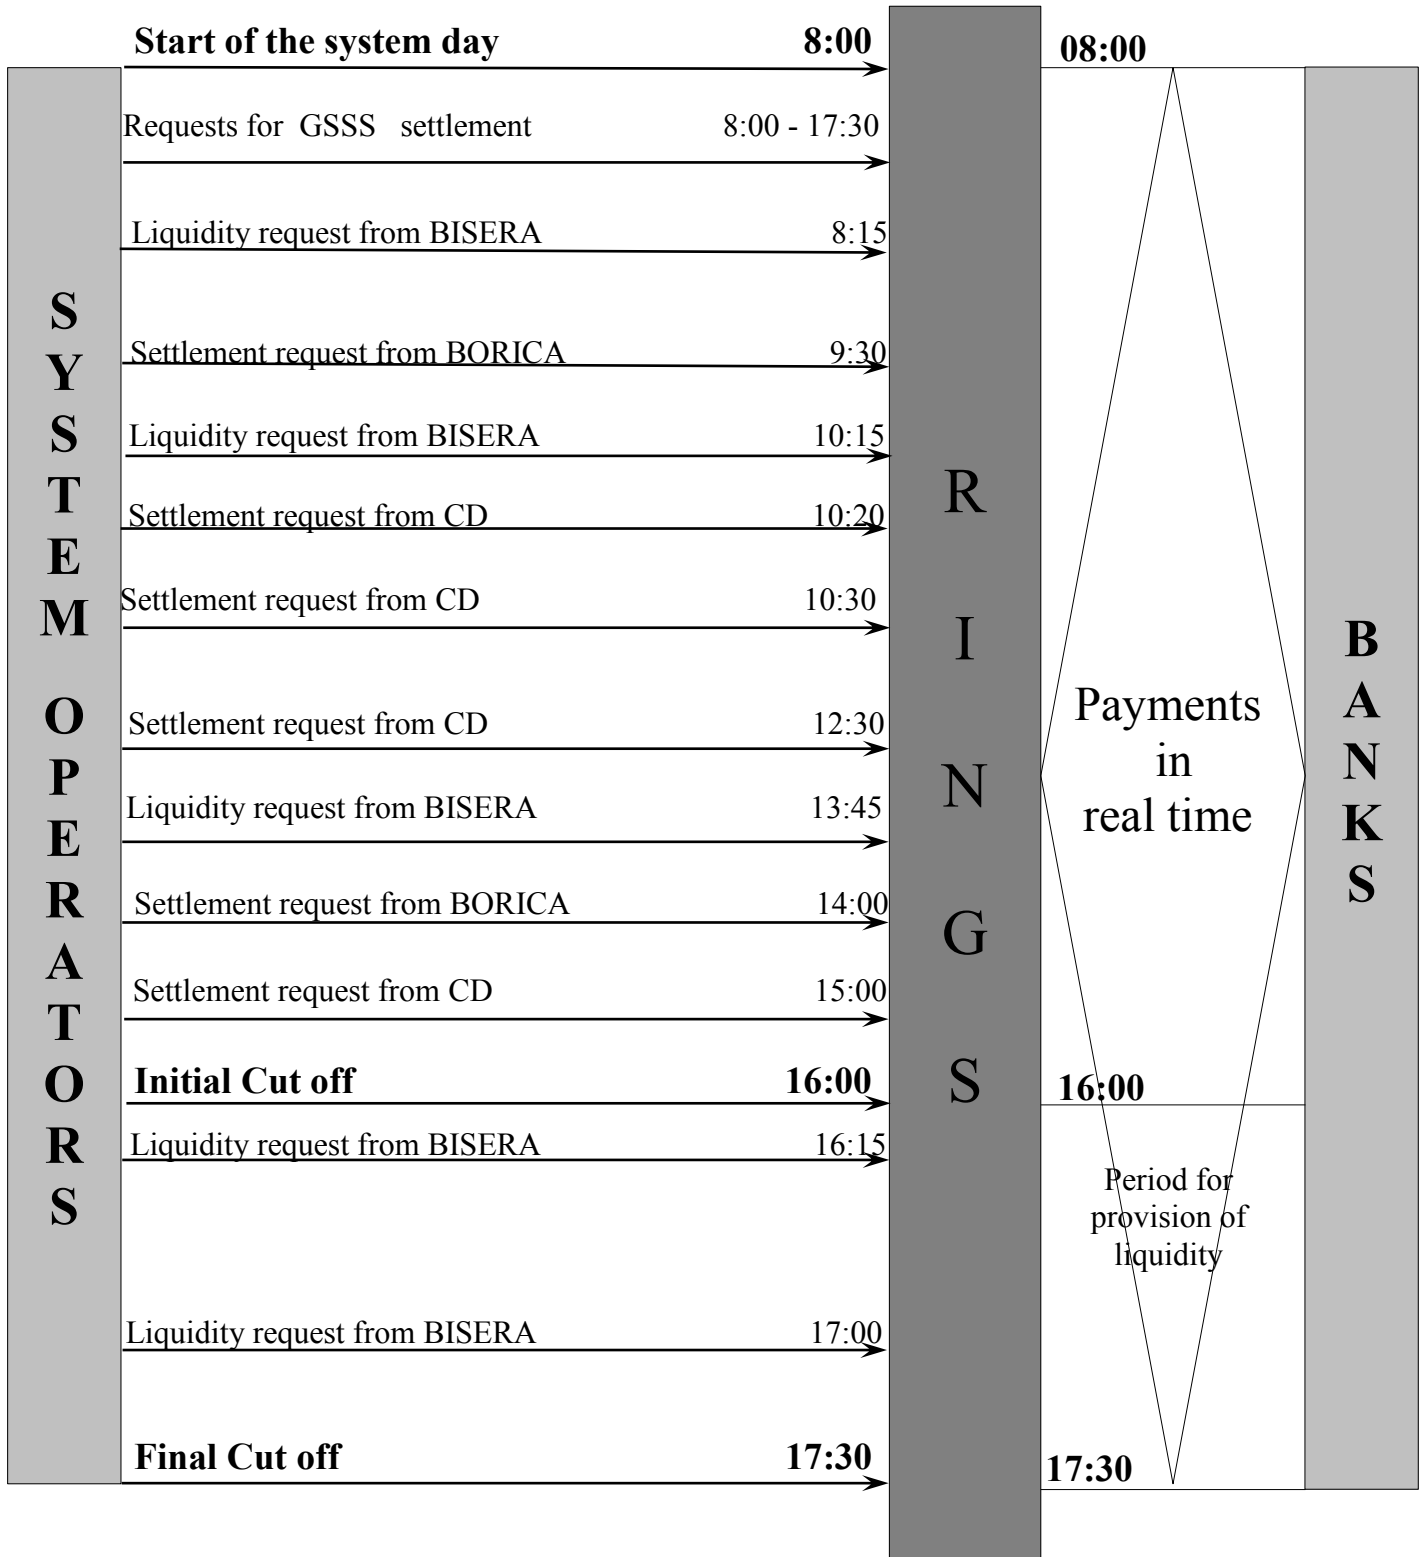 Start of the system day 8:00
08:00
Requests for GSSS settlement 8:00 - 17:30
Liquidity request from BISERA 8:15
Settlement request from BORICA 9:30
Liquidity request from BISERA 10:15
Settlement request from CD 10:20
Settlement request from CD 10:30
Settlement request from CD 12:30
Liquidity request from BISERA 13:45
Settlement request from BORICA 14:00
Settlement request from CD 15:00
Initial Cut off 16:00
Liquidity request from BISERA 16:15
Liquidity request from BISERA 17:00
Final Cut off 17:30
SYSTEM OPERATORS
RINGS
Payments
in
real time
16:00
Period for
provision of
liquidity
17:30
BANKS